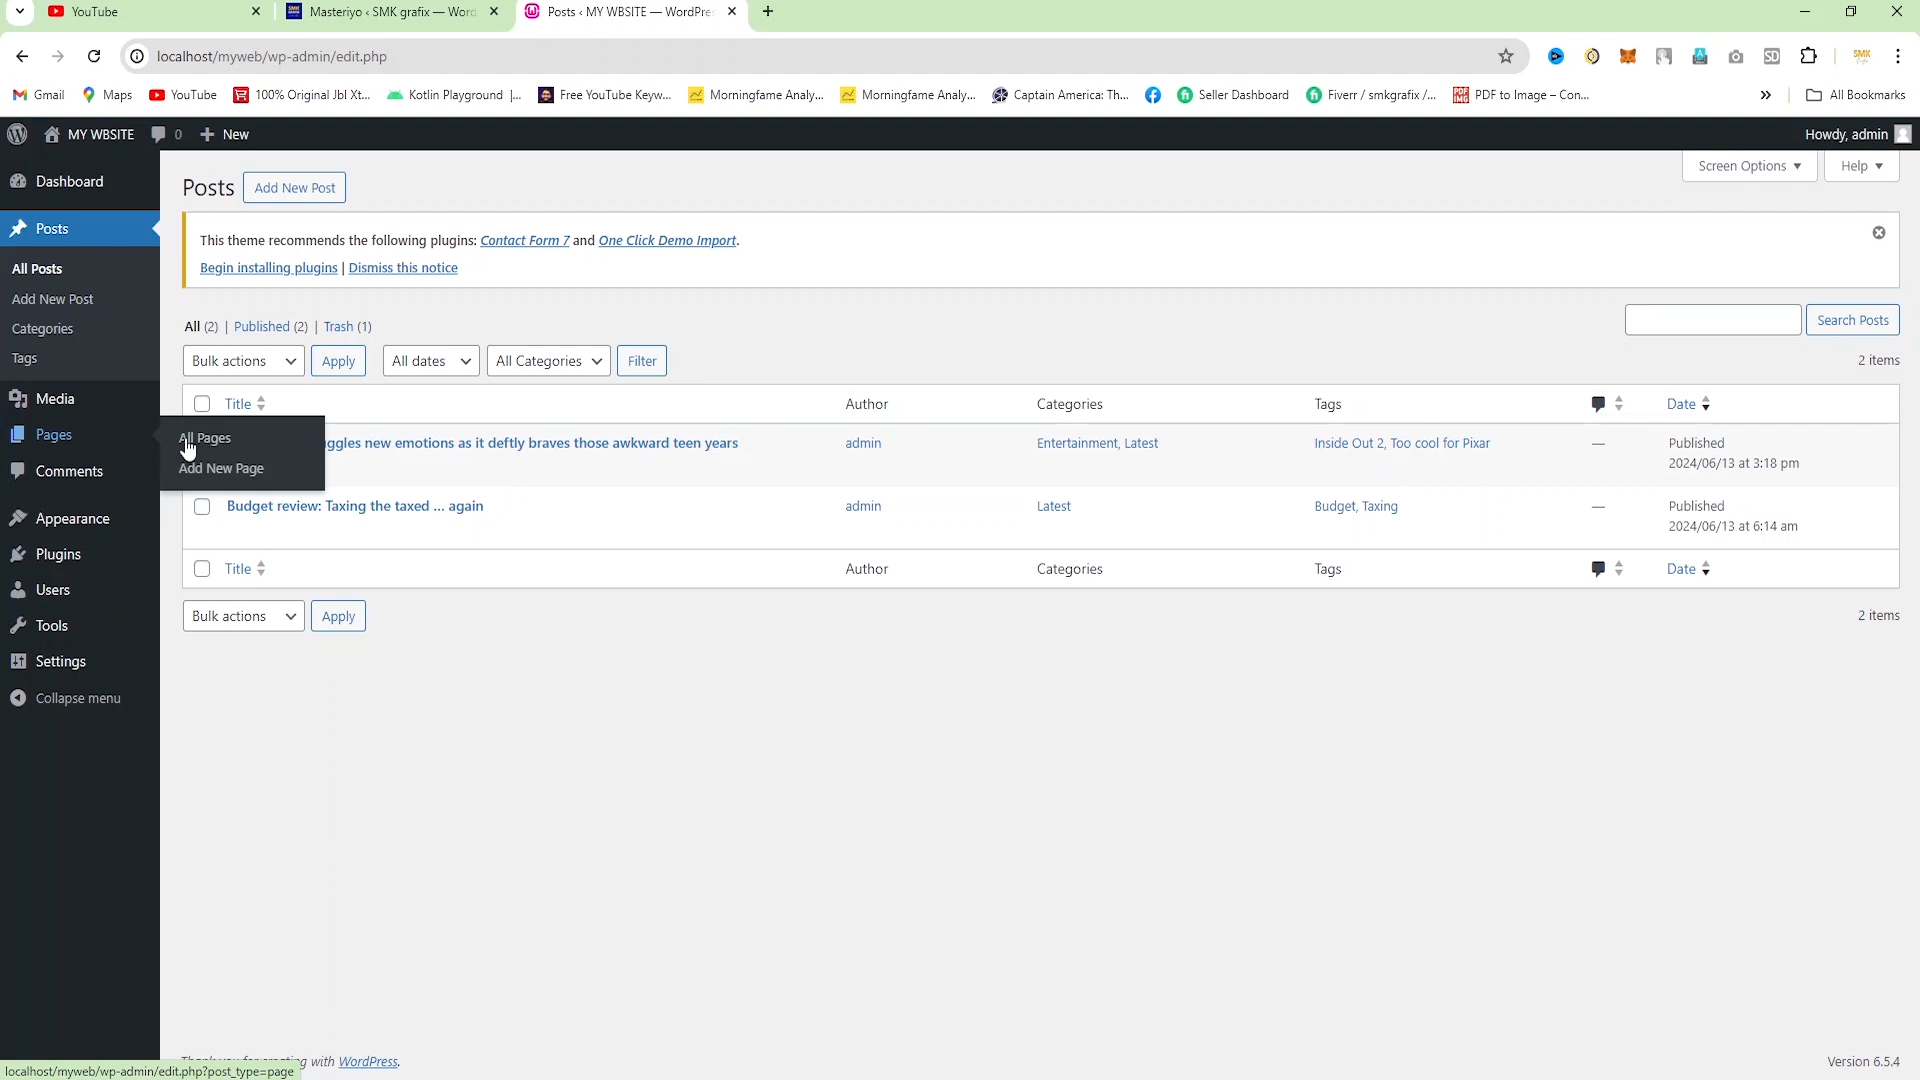 YouTube
Masteriyo ‹ SMK grafix — Word
Posts ‹ MY WBSITE — WordPre
localhost/myweb/wp-admin/edit.php
Gmail
Maps
YouTube
100% Original Jbl Xt...
Kotlin Playground |...
Free YouTube Keyw...
Morningfame Analy...
Morningfame Analy...
Captain America: Th...
Seller Dashboard
Fiverr / smkgrafix /...
PDF to Image – Con...
»
All Bookmarks
MY WBSITE
0
New
Howdy, admin
Dashboard
Posts
All Posts
Add New Post
Categories
Tags
Media
Pages
All Pages
Add New Page
Comments
Appearance
Plugins
Users
Tools
Settings
Collapse menu
Posts
Add New Post
Screen Options
Help
This theme recommends the following plugins: Contact Form 7 and One Click Demo Import.
Begin installing plugins | Dismiss this notice
All (2) | Published (2) | Trash (1)
Search Posts
Bulk actions
Apply
All dates
All Categories
Filter
2 items
Title
Author
Categories
Tags
Date
new emotions as it deftly braves those awkward teen years
admin
Entertainment, Latest
Inside Out 2, Too cool for Pixar
—
Published
2024/06/13 at 3:18 pm
Budget review: Taxing the taxed ... again
admin
Latest
Budget, Taxing
—
Published
2024/06/13 at 6:14 am
Title
Author
Categories
Tags
Date
Bulk actions
Apply
2 items
with WordPress.
Version 6.5.4
localhost/myweb/wp-admin/edit.php?post_type=page